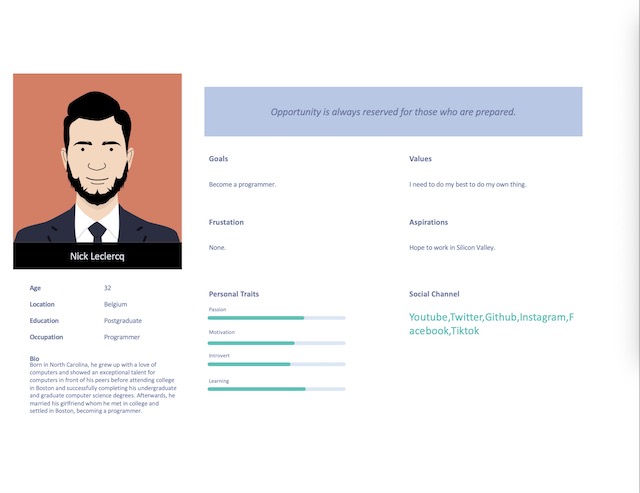 Opportunity is always reserved for those who are prepared.
Nick Leclercq
Age 32
Location Belgium
Education Postgraduate
Occupation Programmer
Bio
Born in North Carolina, he grew up with a love of
computers and showed an exceptional talent for
computers in front of his peers before attending college
in Boston and successfully completing his undergraduate
and graduate computer science degrees. Afterwards, he
married his girlfriend whom he met in college and
settled in Boston, becoming a programmer.
Goals
Become a programmer.
Values
I need to do my best to do my own thing.
Frustation
None.
Aspirations
Hope to work in Silicon Valley.
Personal Traits
Passion
Motivation
Introvert
Learning
Social Channel
Youtube,Twitter,Github,Instagram,F
acebook,Tiktok